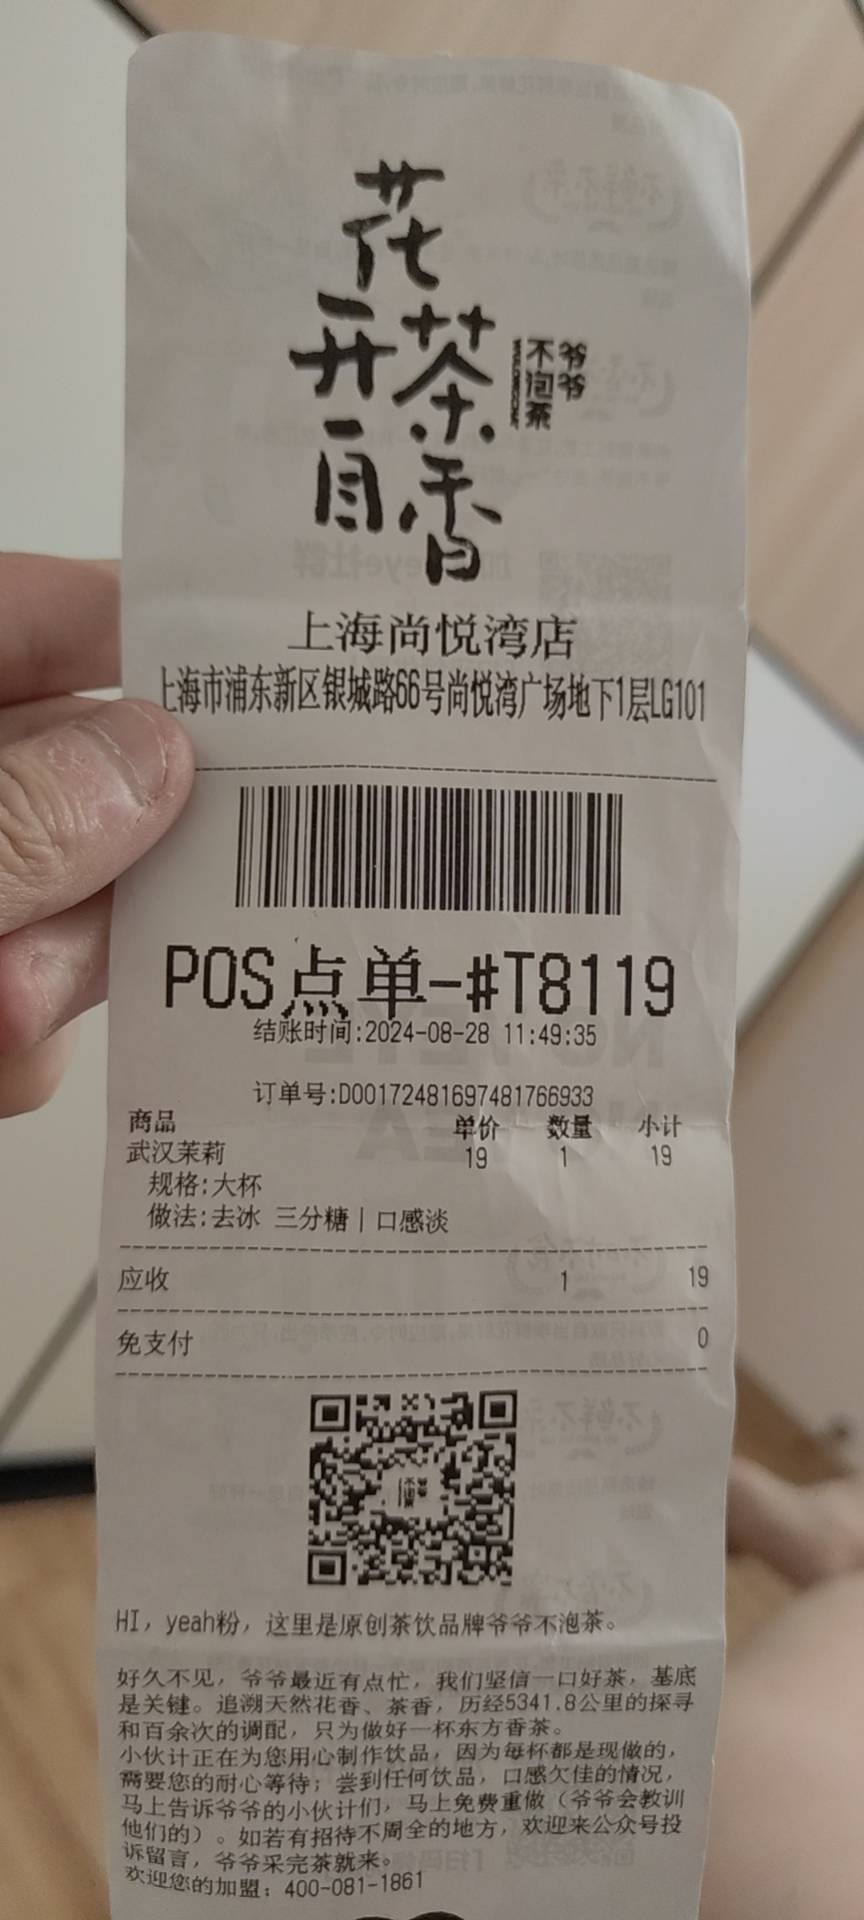 花开自茶香
爷爷不泡茶
上海尚悦湾店
上海市浦东新区银城路66号尚悦湾广场地下1层LG101
POS点单-#T8119
结账时间:2024-08-28 11:49:35
订单号:D001724816974817 66933
商品 单价 数量 小计
武汉茉莉 19 1 19
规格:大杯
做法:去冰 三分糖|口感淡
应收 1 19
免支付 0
HI，yeah粉，这里是原创茶饮品牌爷爷不泡茶。
好久不见，爷爷最近有点忙，我们坚信一口好茶，基底
是关键。追溯天然花香、茶香，历经5341.8公里的探寻
和百余次的调配，只为做好一杯东方香茶。
小伙计正在为您用心制作饮品，因为每杯都是现做的，
需要您的耐心等待；尝到任何饮品，口感欠佳的情况，
马上告诉爷爷的小伙计们，马上免费重做（爷爷会教训
他们的）。如若有招待不周全的地方，欢迎来公众号投
诉留言，爷爷采完茶就来。
欢迎您的加盟：400-081-1861